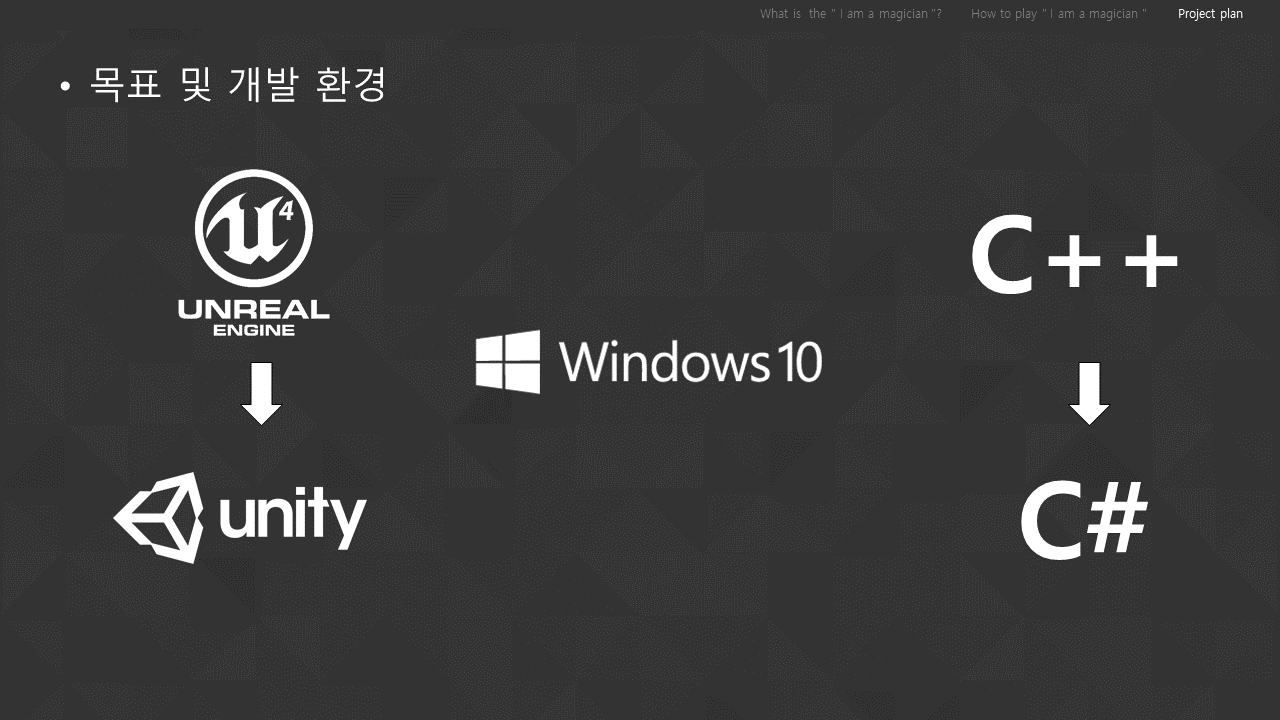 What is the " I am a magician "?
How to play " I am a magician "
Project plan
• 목표 및 개발 환경
4
UNREAL
ENGINE
C++
Windows 10
unity
C#